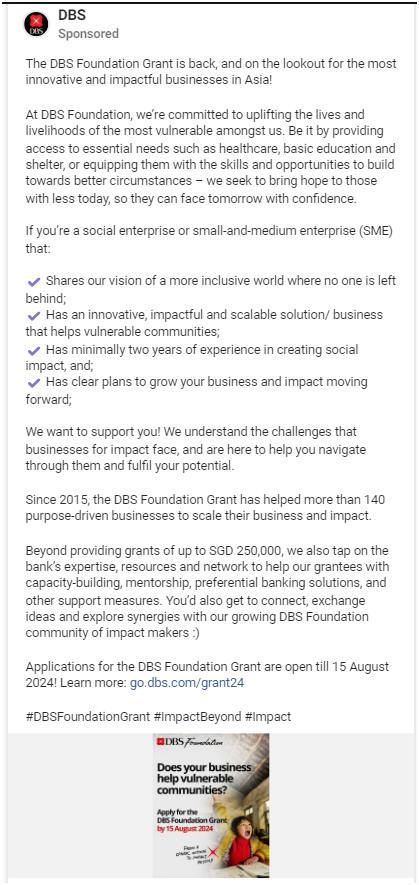 DBS
DBS
Sponsored
The DBS Foundation Grant is back, and on the lookout for the most
innovative and impactful businesses in Asia!
At DBS Foundation, we’re committed to uplifting the lives and
livelihoods of the most vulnerable amongst us. Be it by providing
access to essential needs such as healthcare, basic education and
shelter, or equipping them with the skills and opportunities to build
towards better circumstances – we seek to bring hope to those
with less today, so they can face tomorrow with confidence.
If you’re a social enterprise or small-and-medium enterprise (SME)
that:
✔ Shares our vision of a more inclusive world where no one is left
behind;
✔ Has an innovative, impactful and scalable solution/ business
that helps vulnerable communities;
✔ Has minimally two years of experience in creating social
impact, and;
✔ Has clear plans to grow your business and impact moving
forward;
We want to support you! We understand the challenges that
businesses for impact face, and are here to help you navigate
through them and fulfil your potential.
Since 2015, the DBS Foundation Grant has helped more than 140
purpose-driven businesses to scale their business and impact.
Beyond providing grants of up to SGD 250,000, we also tap on the
bank’s expertise, resources and network to help our grantees with
capacity-building, mentorship, preferential banking solutions, and
other support measures. You’d also get to connect, exchange
ideas and explore synergies with our growing DBS Foundation
community of impact makers :)
Applications for the DBS Foundation Grant are open till 15 August
2024! Learn more: go.dbs.com/grant24
#DBSFoundationGrant #ImpactBeyond #Impact
DBS Foundation
Does your business
help vulnerable
communities?
Apply for the
DBS Foundation Grant
by 15 August 2024